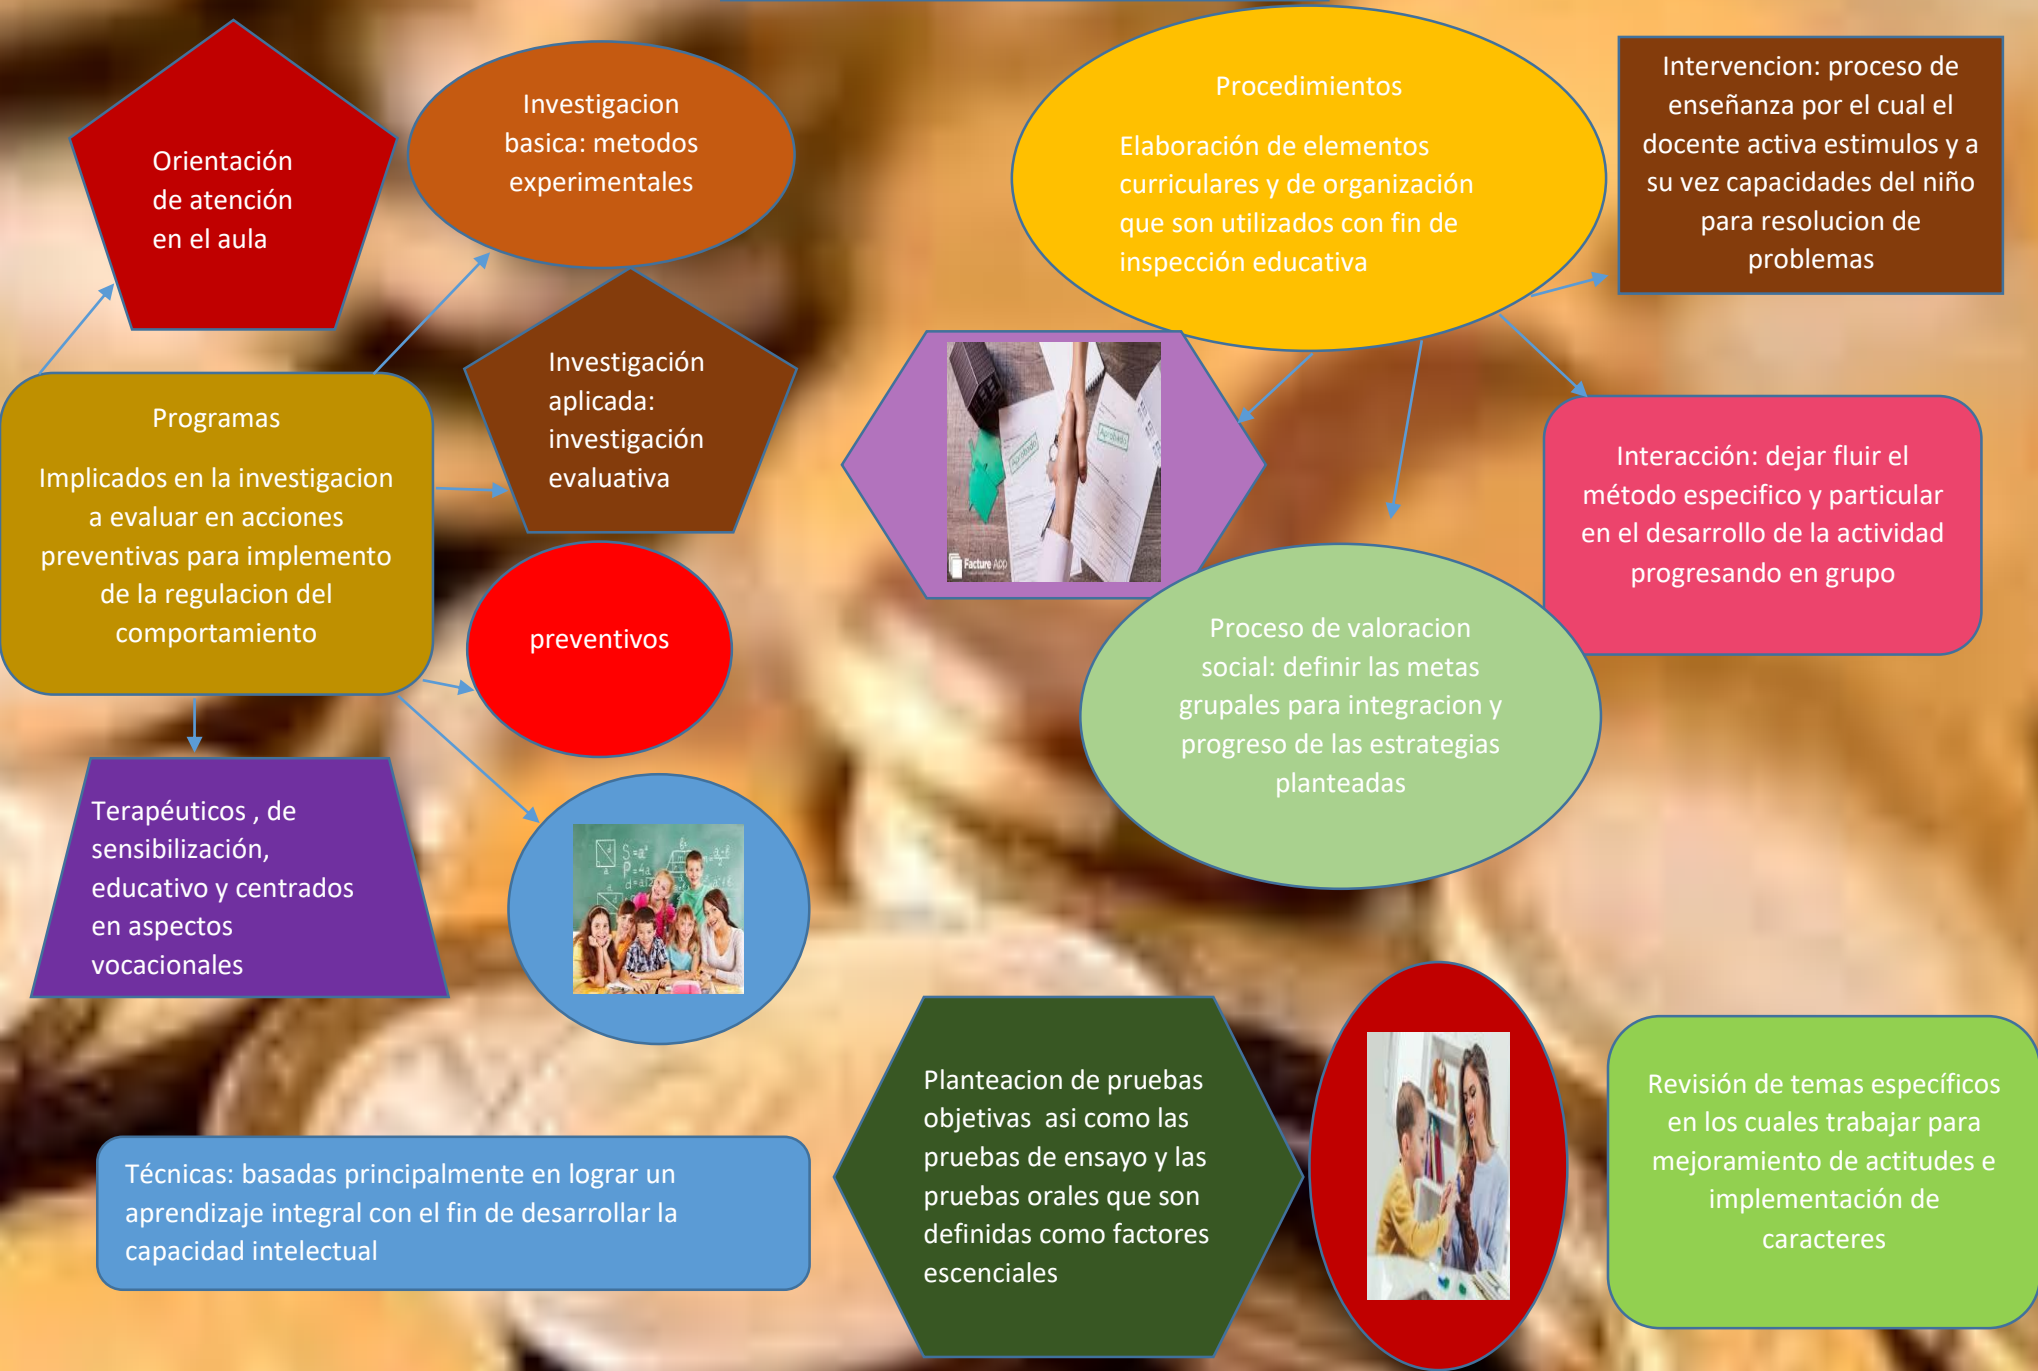 Orientación
de atención
en el aula
Investigacion
basica: metodos
experimentales
Procedimientos
Elaboración de elementos
curriculares y de organización
que son utilizados con fin de
inspección educativa
Intervencion: proceso de
enseñanza por el cual el
docente activa estimulos y a
su vez capacidades del niño
para resolucion de
problemas
Investigación
aplicada:
investigación
evaluativa
Programas
Implicados en la investigacion
a evaluar en acciones
preventivas para implemento
de la regulacion del
comportamiento
Aprobado
Aprobado
Facture App
Interacción: dejar fluir el
método especifico y particular
en el desarrollo de la actividad
progresando en grupo
preventivos
Proceso de valoracion
social: definir las metas
grupales para integracion y
progreso de las estrategias
planteadas
Terapéuticos , de
sensibilización,
educativo y centrados
en aspectos
vocacionales
Planteacion de pruebas
objetivas  asi como las
pruebas de ensayo y las
pruebas orales que son
definidas como factores
escenciales
Revisión de temas específicos
en los cuales trabajar para
mejoramiento de actitudes e
implementación de
caracteres
Técnicas: basadas principalmente en lograr un
aprendizaje integral con el fin de desarrollar la
capacidad intelectual